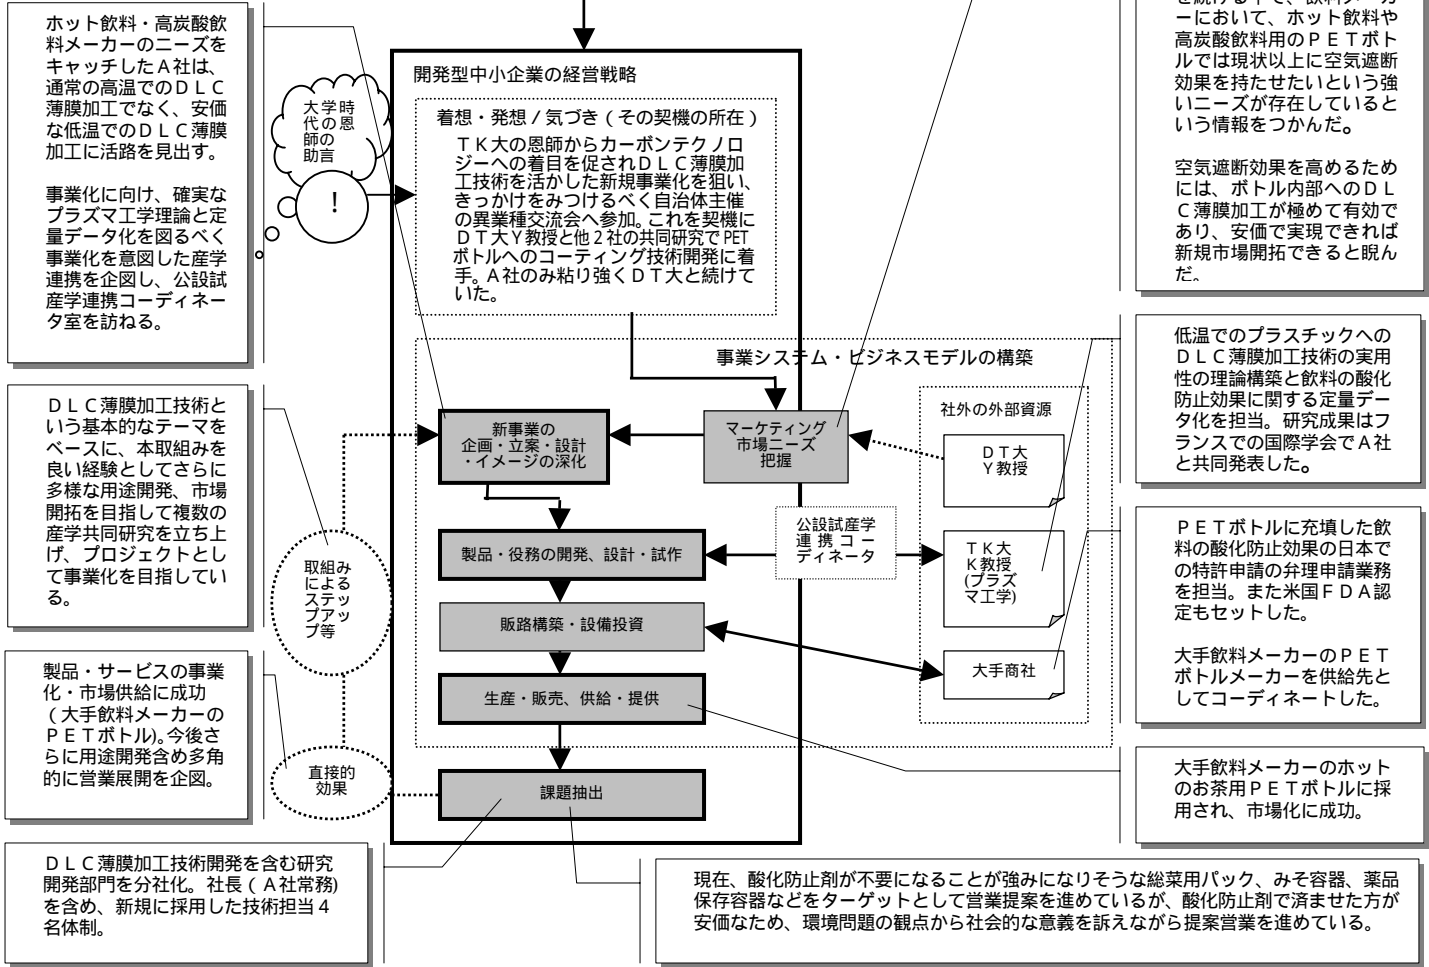 ホット飲料・高炭酸飲
料メーカーのニーズを
キャッチしたA社は、
通常の高温でのＤＬＣ
薄膜加工でなく、安価
な低温でのＤＬＣ薄膜
加工に活路を見出す。
事業化に向け、確実な
プラズマ工学理論と定
量データ化を図るべく
事業化を意図した産学
連携を企図し、公設試
産学連携コーディネー
タ室を訪ねる。
ＤＬＣ薄膜加工技術と
いう基本的なテーマを
ベースに、本取組みを
良い経験としてさらに
多様な用途開発、市場
開拓を目指して複数の
産学共同研究を立ち上
げ、プロジェクトとし
て事業化を目指してい
る。
製品・サービスの事業
化・市場供給に成功
（大手飲料メーカーの
ＰＥＴボトル)。今後さ
らに用途開発含め多角
的に営業展開を企図。
ＤＬＣ薄膜加工技術開発を含む研究
開発部門を分社化。社長（Ａ社常務)
を含め、新規に採用した技術担当４
名体制。
大学時
代の恩
師の
助言
！
取組み
による
ステッ
プアッ
プ等
直接的
効果
開発型中小企業の経営戦略
着想・発想 / 気づき（その契機の所在）
ＴＫ大の恩師からカーボンテクノロ
ジーへの着目を促されＤＬＣ薄膜加
工技術を活かした新規事業化を狙い、
きっかけをみつけるべく自治体主催
の異業種交流会へ参加。これを契機に
ＤＴ大Ｙ教授と他２社の共同研究でPET
ボトルへのコーティング技術開発に着
手。A社のみ粘り強くＤＴ大と続けて
いた。
事業システム・ビジネスモデルの構築
新事業の
企画・立案・設計
・イメージの深化
マーケティング
市場ニーズ
把握
製品・役務の開発、設計・試作
販路構築・設備投資
生産・販売、供給・提供
課題抽出
公設試産学
連携コー
ディネータ
社外の外部資源
ＤＴ大
Ｙ教授
ＴＫ大
Ｋ教授
(プラズ
マ工学)
大手商社
ーにおいて、ホット飲料や
高炭酸飲料用のＰＥＴボト
ルでは現状以上に空気遮断
効果を持たせたいという強
いニーズが存在していると
いう情報をつかんだ。
空気遮断効果を高めるため
には、ボトル内部へのＤＬ
Ｃ薄膜加工が極めて有効で
あり、安価で実現できれば
新規市場開拓できると睨ん
だ。
低温でのプラスチックへの
ＤＬＣ薄膜加工技術の実用
性の理論構築と飲料の酸化
防止効果に関する定量デー
タ化を担当。研究成果はフ
ランスでの国際学会でＡ社
と共同発表した。
ＰＥＴボトルに充填した飲
料の酸化防止効果の日本で
の特許申請の弁理申請業務
を担当。また米国ＦＤＡ認
定もセットした。
大手飲料メーカーのＰＥＴ
ボトルメーカーを供給先と
してコーディネートした。
大手飲料メーカーのホット
のお茶用ＰＥＴボトルに採
用され、市場化に成功。
現在、酸化防止剤が不要になることが強みになりそうな総菜用パック、みそ容器、薬品
保存容器などをターゲットとして営業提案を進めているが、酸化防止剤で済ませた方が
安価なため、環境問題の観点から社会的な意義を訴えながら提案営業を進めている。